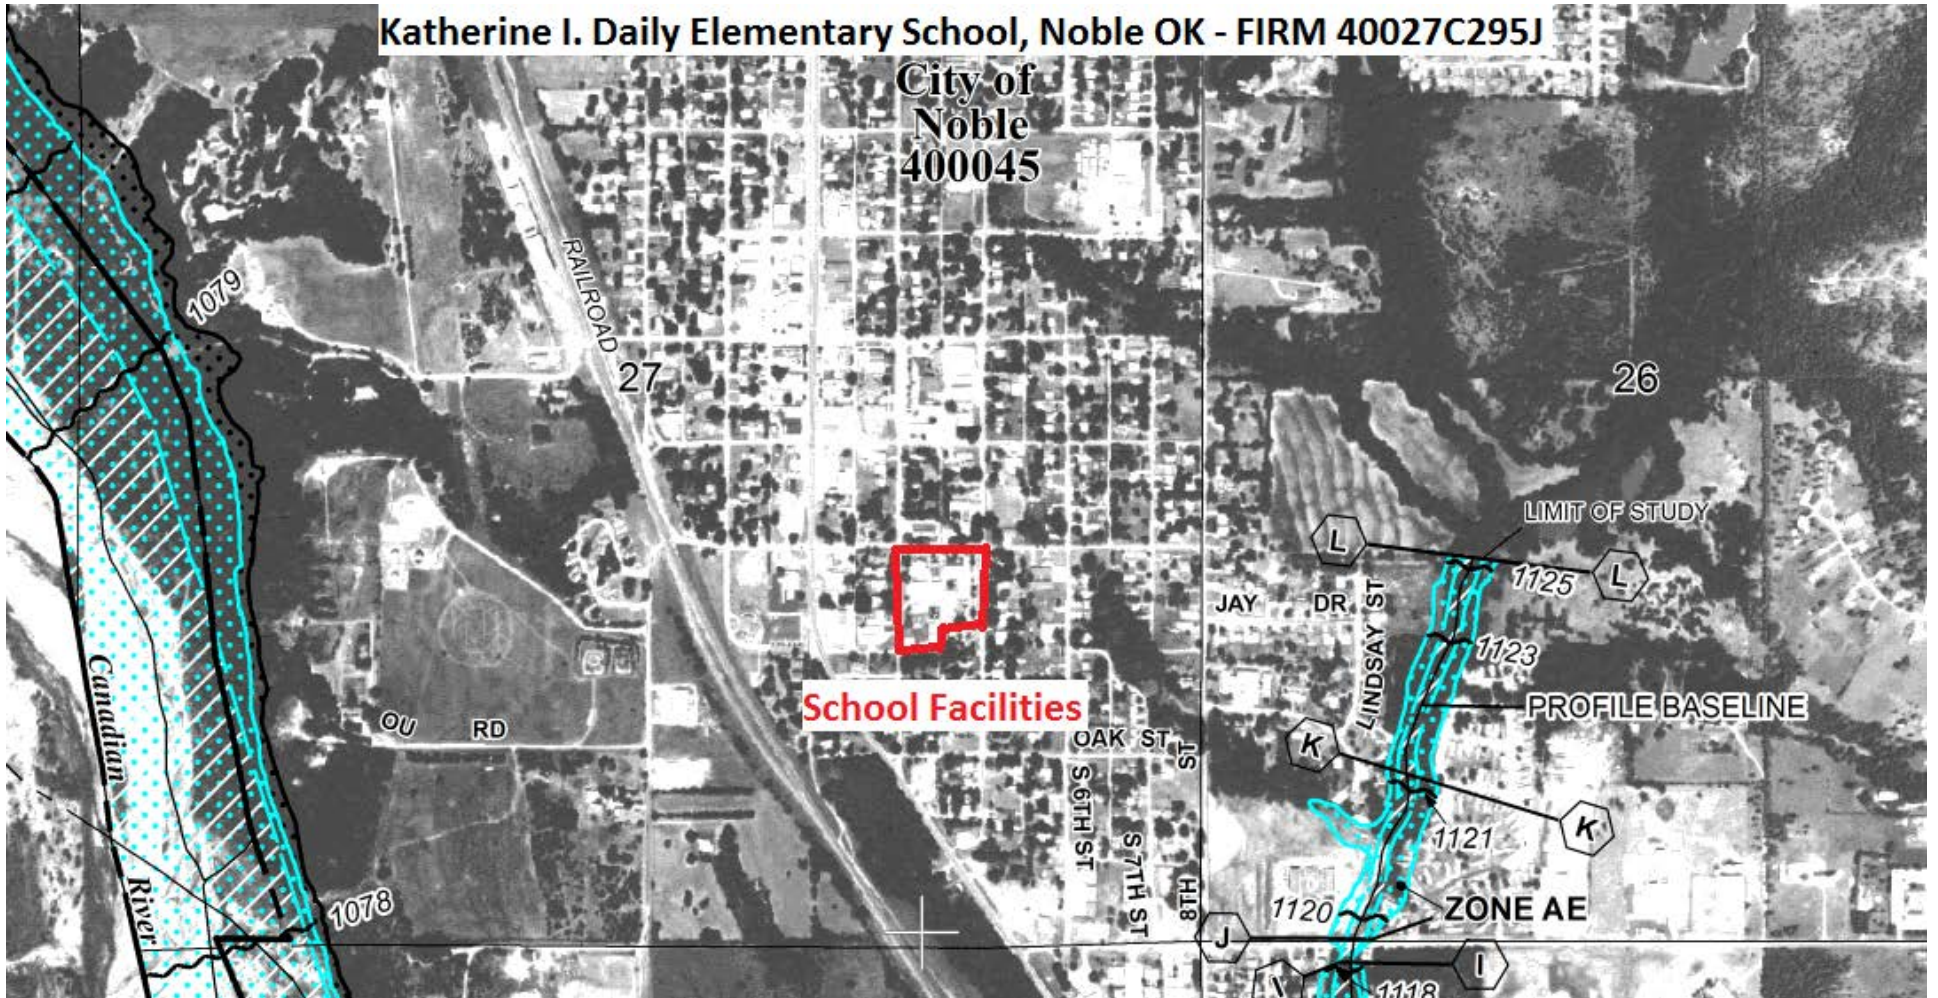 Katherine I. Daily Elementary School, Noble OK - FIRM 40027C295J
City of
Noble
400045
1079
RAILROAD
27
26
LIMIT OF STUDY
L
L
1125
JAY DR
LINDSAY ST
1123
School Facilities
PROFILE BASELINE
OU RD
OAK ST
K
K
1121
S 6TH ST
S 7TH ST
8TH ST
Canadian
River
1078
1120
ZONE AE
J
I
1118